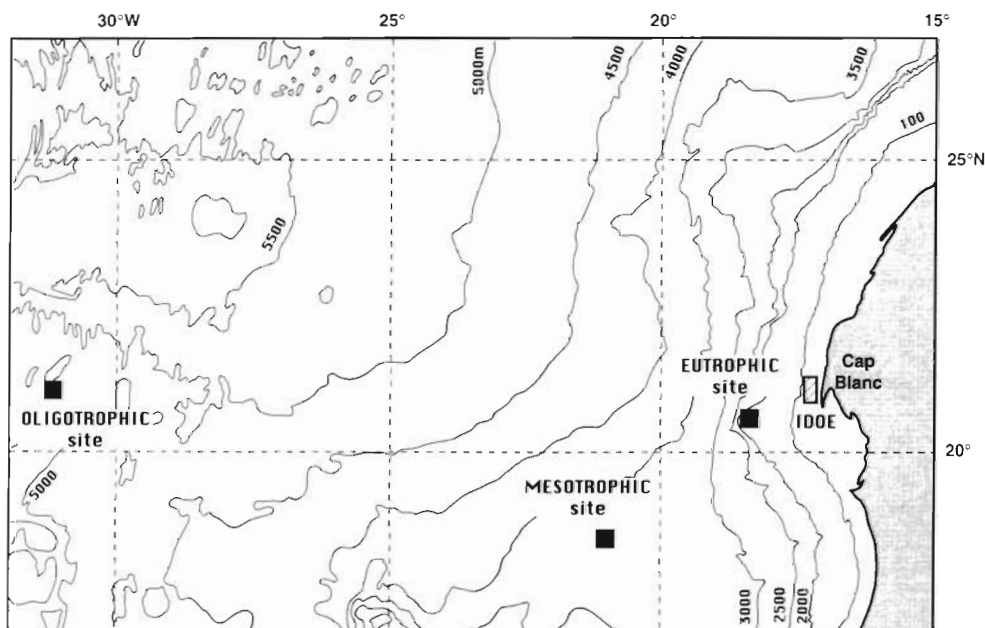 30°W
25°
20°
15°
5000m
4500
4000
3500
100
25°N
5500
EUTROPHIC
site
Cap
Blanc
IDOE
OLIGOTROPHIC
site
20°
5000
MESOTROPHIC
site
3000
2500
2000